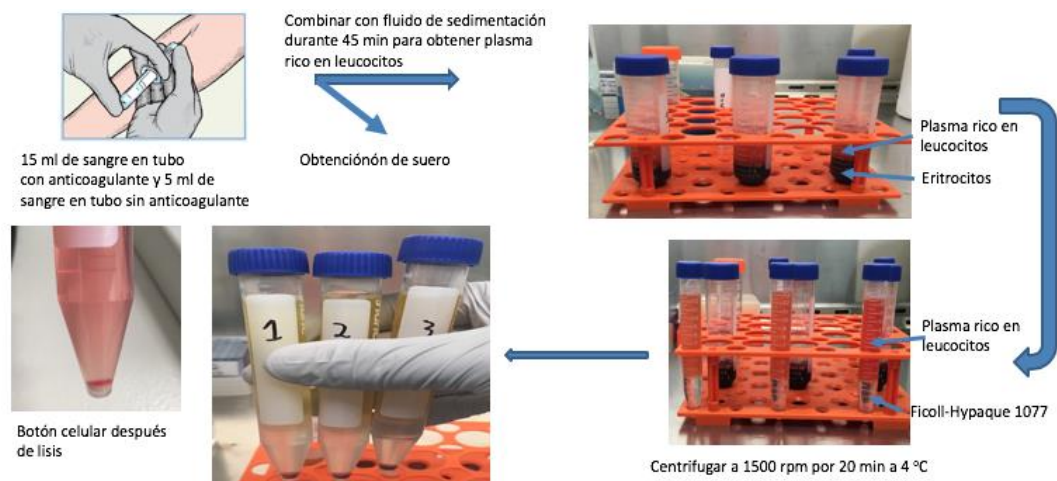 Combinar con fluido de sedimentación
durante 45 min para obtener plasma
rico en leucocitos
Obtenciónón de suero
15 ml de sangre en tubo
con anticoagulante y 5 ml de
sangre en tubo sin anticoagulante
Plasma rico en
leucocitos
Eritrocitos
Plasma rico en
leucocitos
Ficoll-Hypaque 1077
Centrifugar a 1500 rpm por 20 min a 4 °C
1
2
3
Botón celular después
de lisis